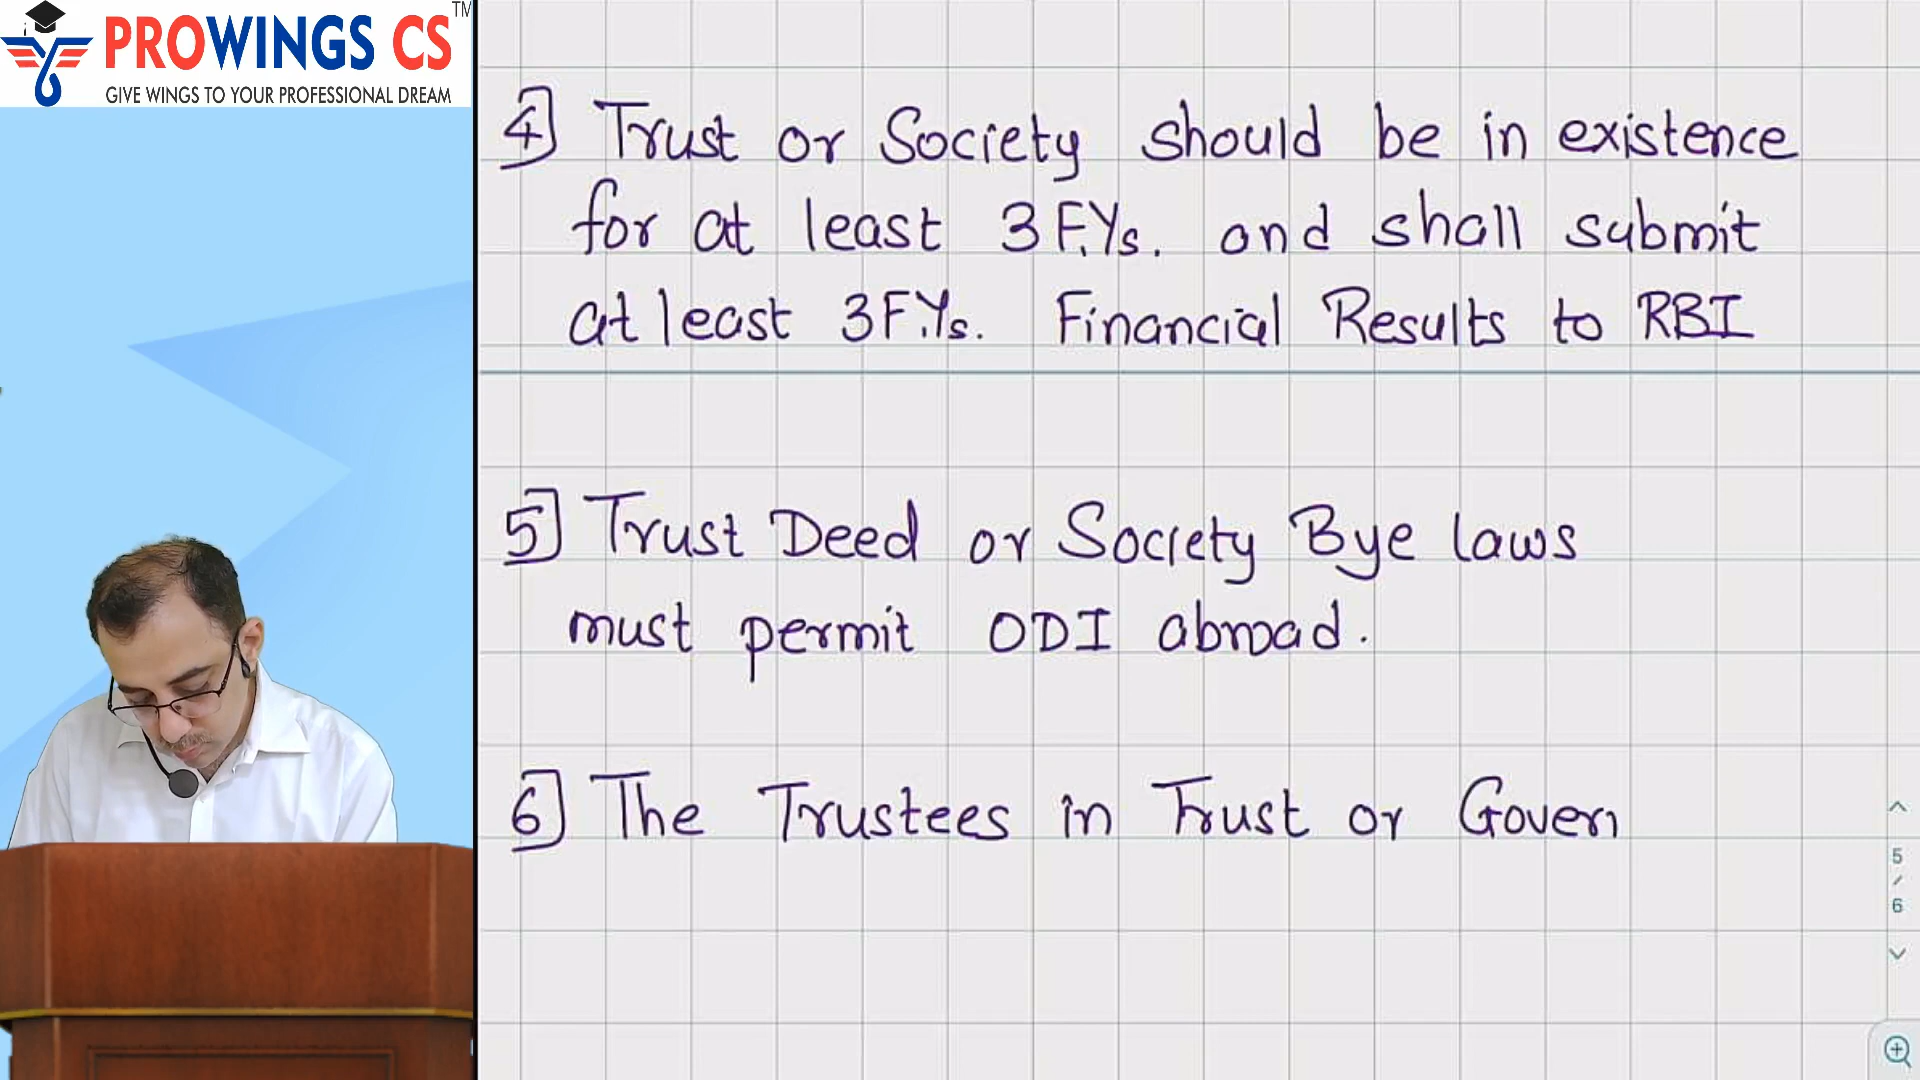 PROWINGS CS TM
GIVE WINGS TO YOUR PROFESSIONAL DREAM
4] Trust or Society should be in existence
for at least 3 F.Ys. and shall submit
at least 3 F.Ys. Financial Results to RBI
5] Trust Deed or Society Bye laws
must permit ODI abroad.
6] The Trustees in Trust or Govern
5
/
6